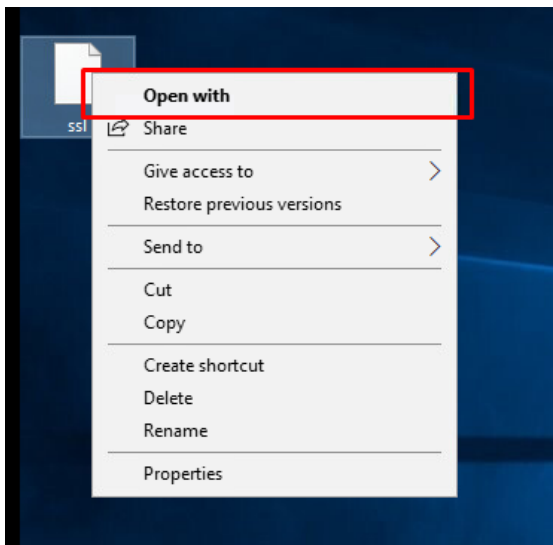 ssl
Open with
Share
Give access to
Restore previous versions
Send to
Cut
Copy
Create shortcut
Delete
Rename
Properties